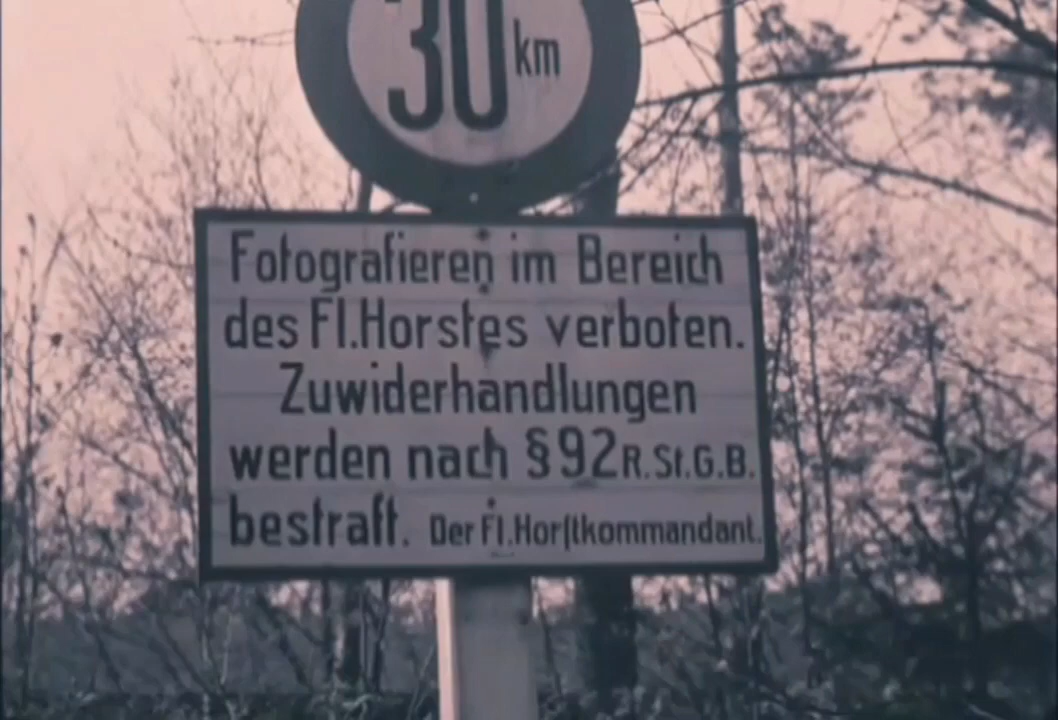 30 km
Fotografieren im Bereich
des Fl.Horstes verboten.
Zuwiderhandlungen
werden nach §92 R.St.G.B.
bestraft. Der Fl.Horſtkommandant.